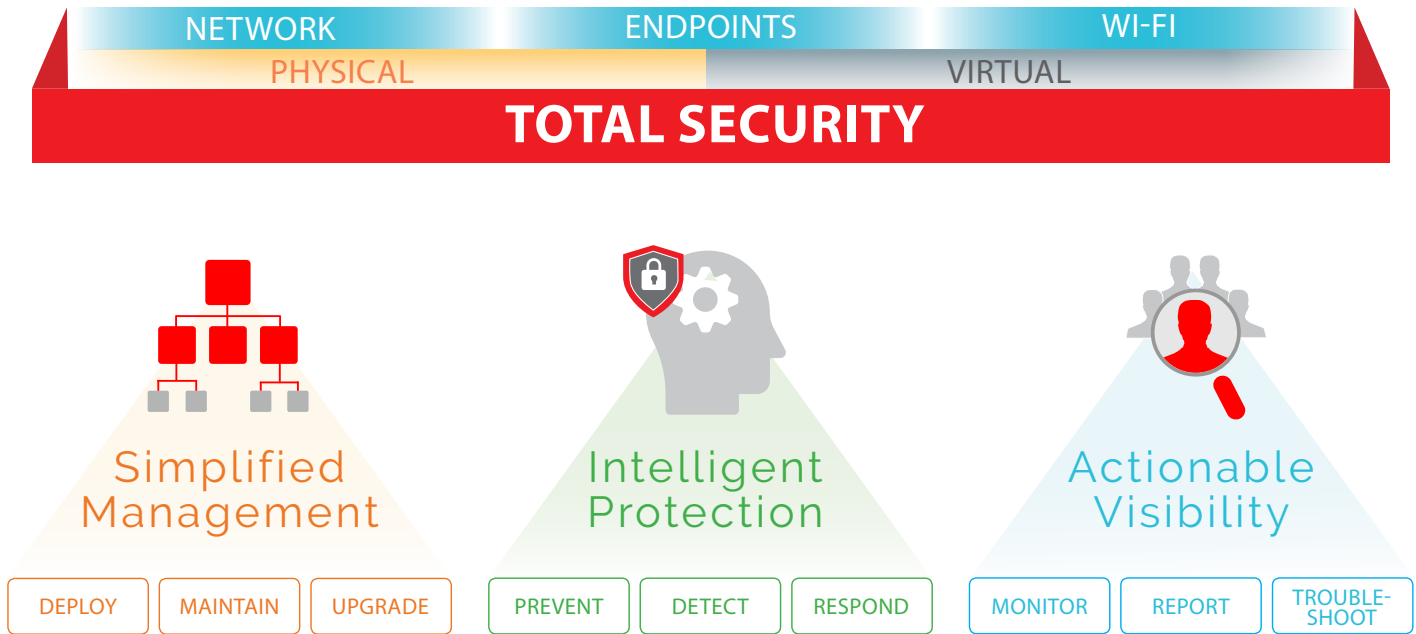 NETWORK ENDPOINTS WI-FI
PHYSICAL VIRTUAL
TOTAL SECURITY
Simplified
Management
DEPLOY
MAINTAIN
UPGRADE
Intelligent
Protection
PREVENT
DETECT
RESPOND
Actionable
Visibility
MONITOR
REPORT
TROUBLE-
SHOOT